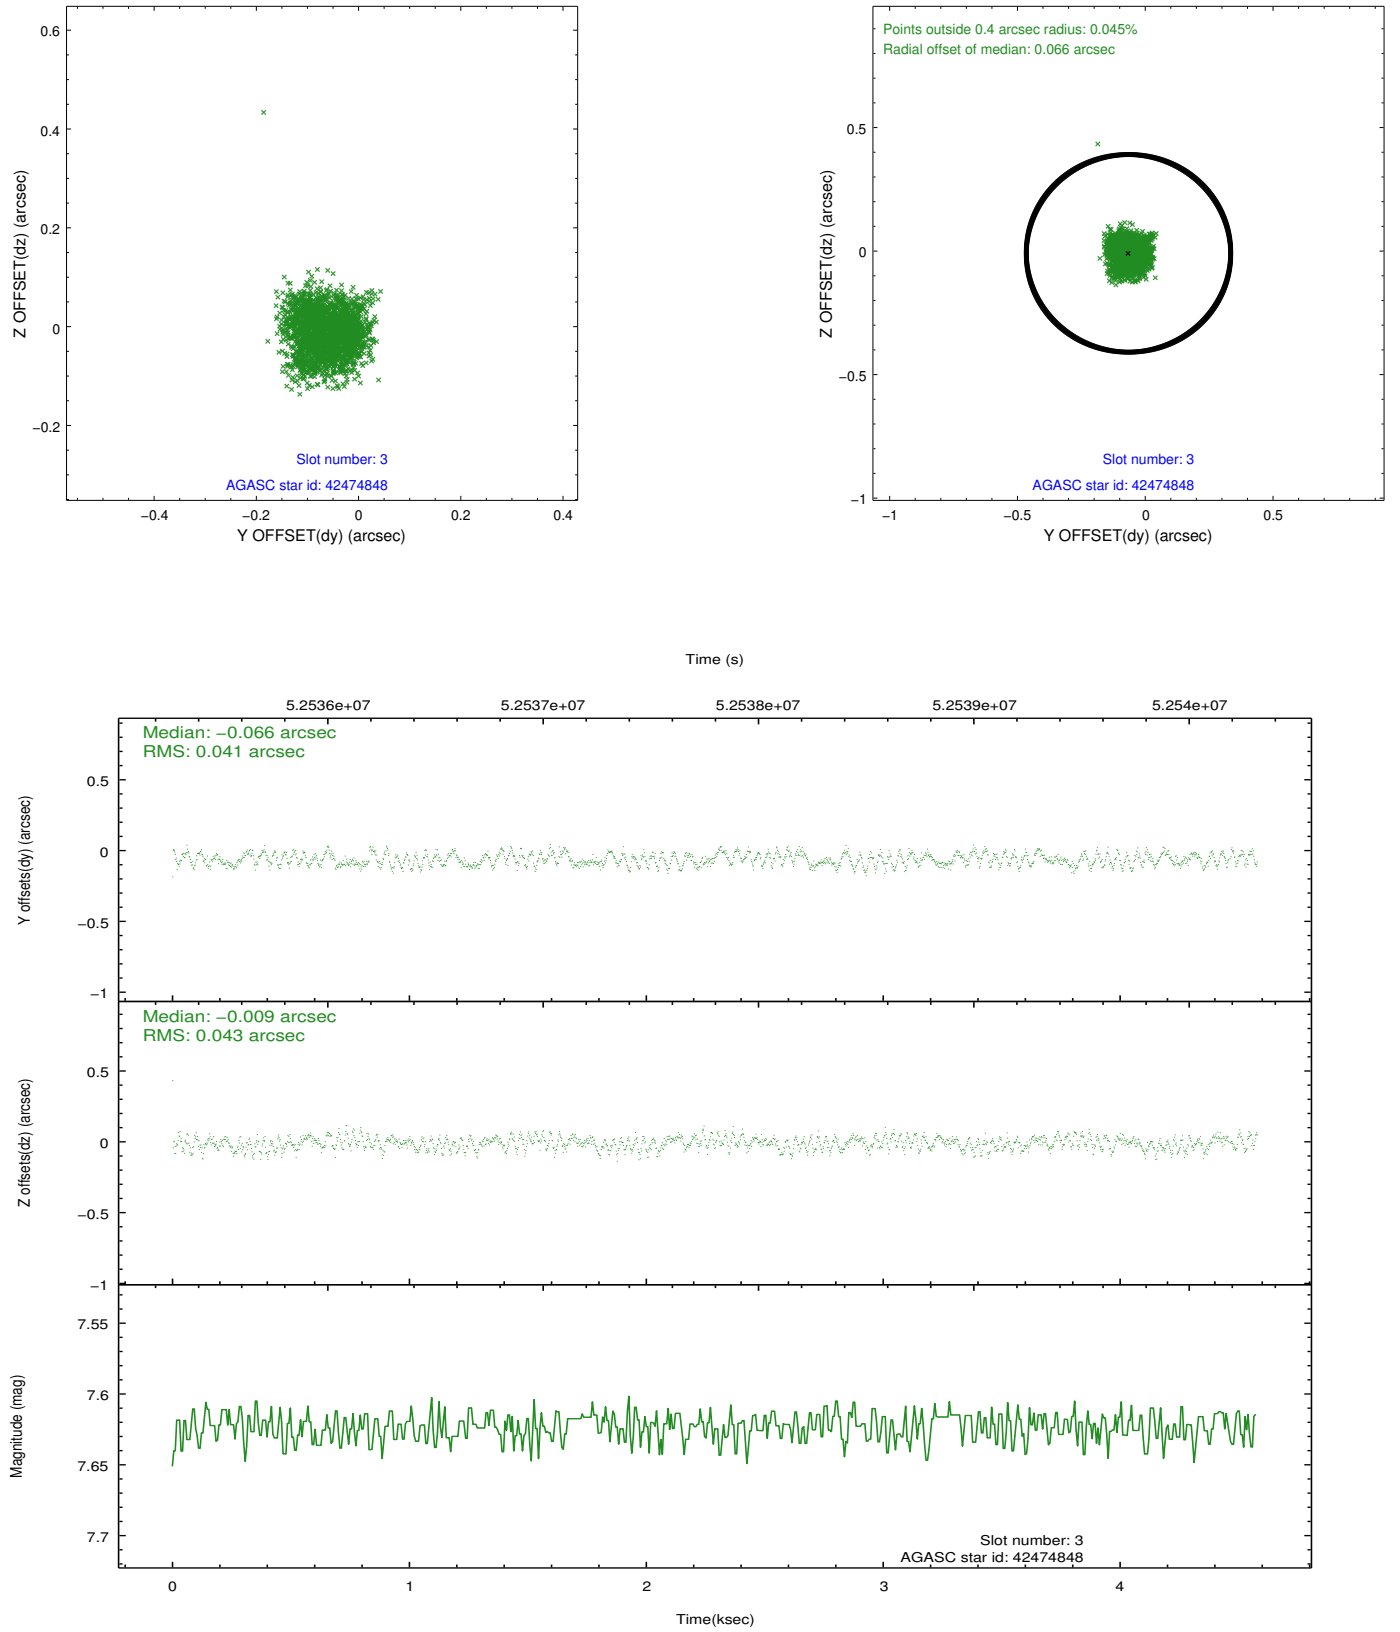 0.6
0.4
0.2
0
−0.2
Z OFFSET(dz) (arcsec)
Slot number: 3
AGASC star id: 42474848
−0.4 −0.2 0 0.2 0.4
Y OFFSET(dy) (arcsec)
Points outside 0.4 arcsec radius: 0.045%
Radial offset of median: 0.066 arcsec
0.5
0
−0.5
−1
Z OFFSET(dz) (arcsec)
Slot number: 3
AGASC star id: 42474848
−1 −0.5 0 0.5
Y OFFSET(dy) (arcsec)
Time (s)
5.2536e+07 5.2537e+07 5.2538e+07 5.2539e+07 5.254e+07
Median: −0.066 arcsec
RMS: 0.041 arcsec
0.5
0
−0.5
−1
Y offsets(dy) (arcsec)
Median: −0.009 arcsec
RMS: 0.043 arcsec
0.5
0
−0.5
−1
Z offsets(dz) (arcsec)
7.55
7.6
7.65
7.7
Magnitude (mag)
Slot number: 3
AGASC star id: 42474848
0 1 2 3 4
Time(ksec)